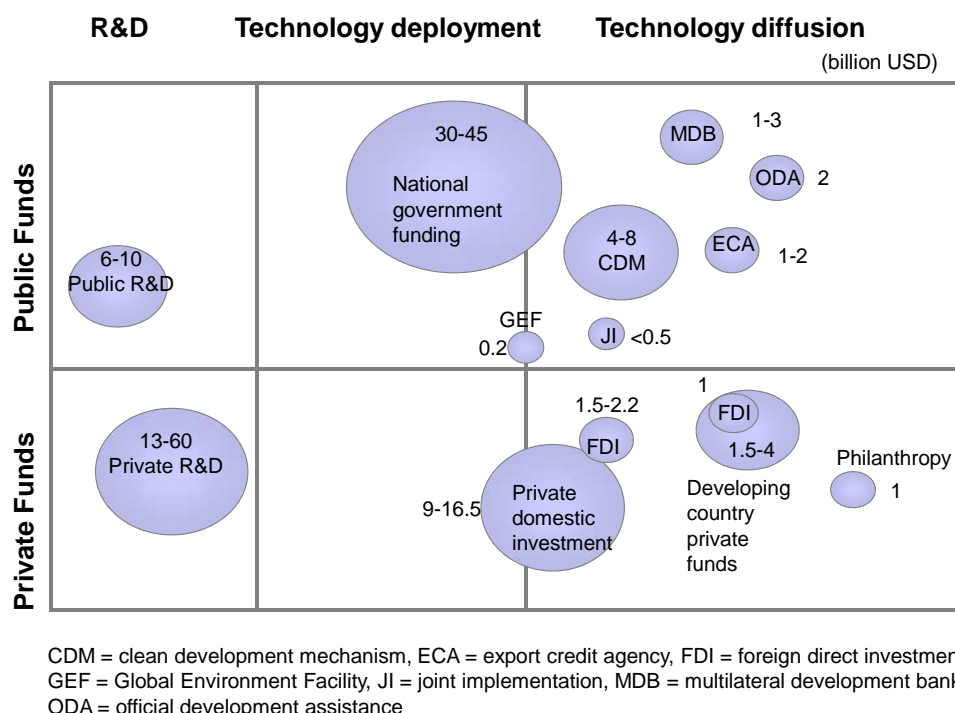 R&D
Technology deployment
Technology diffusion
(billion USD)
Public Funds
30-45
National
government
funding
MDB
1-3
ODA
2
4-8
CDM
ECA
1-2
6-10
Public R&D
GEF
0.2
JI
<0.5
Private Funds
13-60
Private R&D
1.5-2.2
FDI
9-16.5
Private
domestic
investment
1
FDI
1.5-4
Developing
country
private
funds
Philanthropy
1
CDM = clean development mechanism, ECA = export credit agency, FDI = foreign direct investmen
GEF = Global Environment Facility, JI = joint implementation, MDB = multilateral development bank
ODA = official development assistance